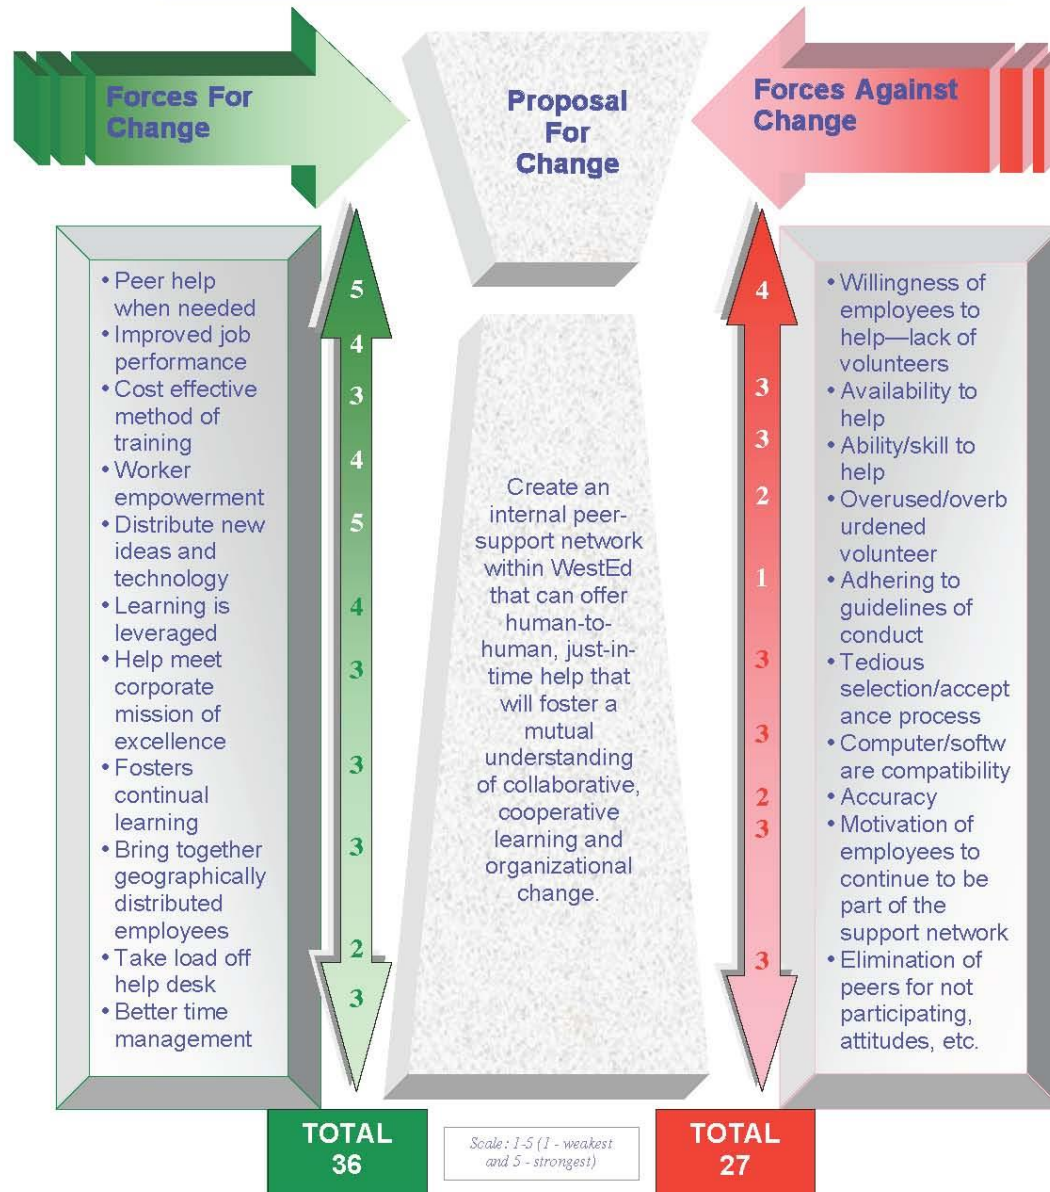 Forces For
Change
Proposal
For
Change
Forces Against
Change
• Peer help
when needed
• Improved job
performance
• Cost effective
method of
training
• Worker
empowerment
• Distribute new
ideas and
technology
• Learning is
leveraged
• Help meet
corporate
mission of
excellence
• Fosters
continual
learning
• Bring together
geographically
distributed
employees
• Take load off
help desk
• Better time
management
5
4
3
4
5
4
3
3
3
2
3
Create an
internal peer-
support network
within WestEd
that can offer
human-to-
human, just-in-
time help that
will foster a
mutual
understanding
of collaborative,
cooperative
learning and
organizational
change.
4
3
3
2
1
3
3
2
3
3
• Willingness of
employees to
help—lack of
volunteers
• Availability to
help
• Ability/skill to
help
• Overused/overb
urdened
volunteer
• Adhering to
guidelines of
conduct
• Tedious
selection/accept
ance process
• Computer/softw
are compatibility
• Accuracy
• Motivation of
employees to
continue to be
part of the
support network
• Elimination of
peers for not
participating,
attitudes, etc.
TOTAL
36
Scale: 1-5 (1 - weakest
and 5 - strongest)
TOTAL
27